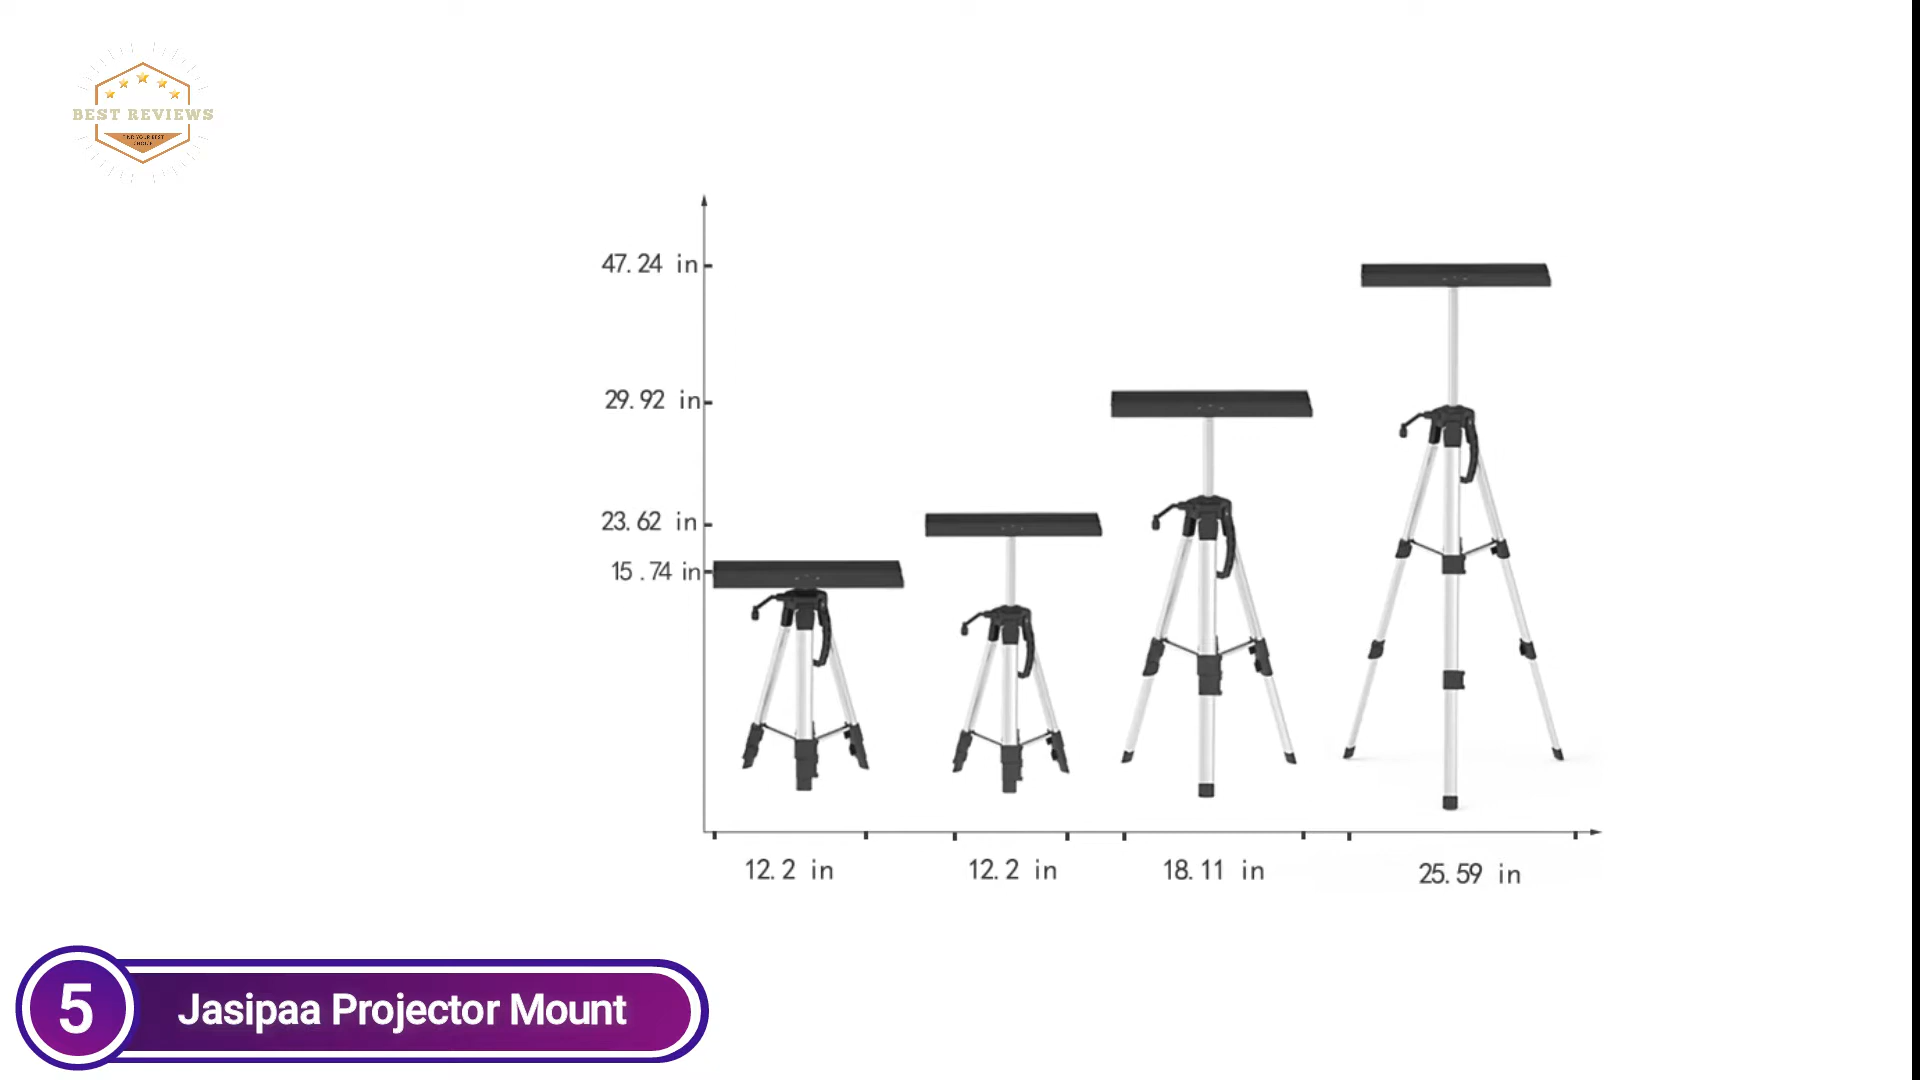 BEST REVIEWS
47.24 in
29.92 in
23.62 in
15.74 in
12.2 in
12.2 in
18.11 in
25.59 in
5
Jasipaa Projector Mount